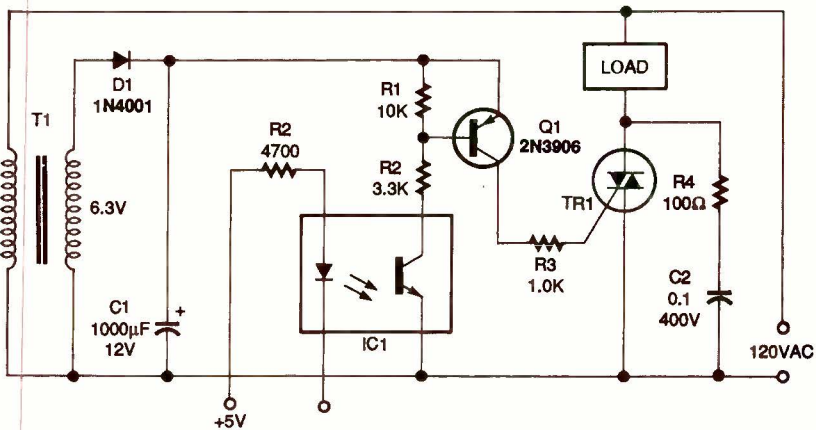 D1
1N4001
T1
6.3V
C1
1000µF
12V
+
R2
4700
+5V
R1
10K
R2
3.3K
IC1
Q1
2N3906
R3
1.0K
TR1
LOAD
R4
100Ω
C2
0.1
400V
120VAC